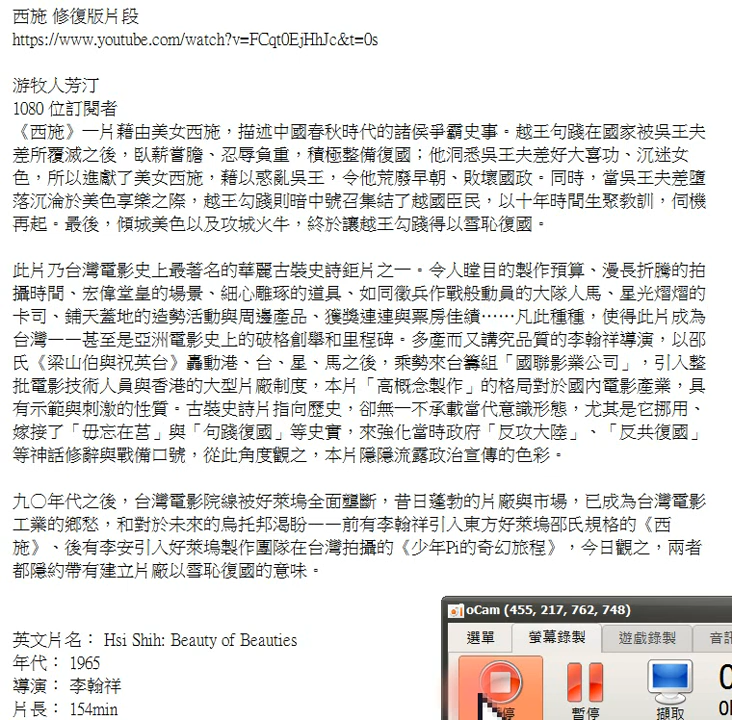 西施 修復版片段
https://www.youtube.com/watch?v=FCqt0EjHhJc&t=0s
游牧人芳汀
1080 位訂閱者
《西施》一片藉由美女西施，描述中國春秋時代的諸侯爭霸史事。越王句踐在國家被吳王夫
差所覆滅之後，臥薪嘗膽、忍辱負重，積極整備復國；他洞悉吳王夫差好大喜功、沉迷女
色，所以進獻了美女西施，藉以惑亂吳王，令他荒廢早朝、敗壞國政。同時，當吳王夫差墮
落沉淪於美色享樂之際，越王勾踐則暗中號召集結了越國臣民，以十年時間生聚教訓，伺機
再起。最後，傾城美色以及攻城火牛，終於讓越王勾踐得以雪恥復國。
此片乃台灣電影史上最著名的華麗古裝史詩鉅片之一。令人瞠目的製作預算、漫長折騰的拍
攝時間、宏偉堂皇的場景、細心雕琢的道具、如同徵兵作戰般動員的大隊人馬、星光熠熠的
卡司、鋪天蓋地的造勢活動與周邊產品、獲獎連連與票房佳績……凡此種種，使得此片成為
台灣——甚至是亞洲電影史上的破格創舉和里程碑。多產而又講究品質的李翰祥導演，以邵
氏《梁山伯與祝英台》轟動港、台、星、馬之後，乘勢來台籌組「國聯影業公司」，引入整
批電影技術人員與香港的大型片廠制度，本片「高概念製作」的格局對於國內電影產業，具
有示範與刺激的性質。古裝史詩片指向歷史，卻無一不承載當代意識形態，尤其是它挪用、
嫁接了「毋忘在莒」與「句踐復國」等史實，來強化當時政府「反攻大陸」、「反共復國」
等神話修辭與戰備口號，從此角度觀之，本片隱隱流露政治宣傳的色彩。
九〇年代之後，台灣電影院線被好萊塢全面壟斷，昔日蓬勃的片廠與市場，已成為台灣電影
工業的鄉愁，和對於未來的烏托邦渴盼——前有李翰祥引入東方好萊塢邵氏規格的《西
施》、後有李安引入好萊塢製作團隊在台灣拍攝的《少年Pi的奇幻旅程》，今日觀之，兩者
都隱約帶有建立片廠以雪恥復國的意味。
英文片名： Hsi Shih: Beauty of Beauties
年代： 1965
導演： 李翰祥
片長： 154min
oCam (455, 217, 762, 748)
選單 螢幕錄製 遊戲錄製 音訊
停 暫停 擷取